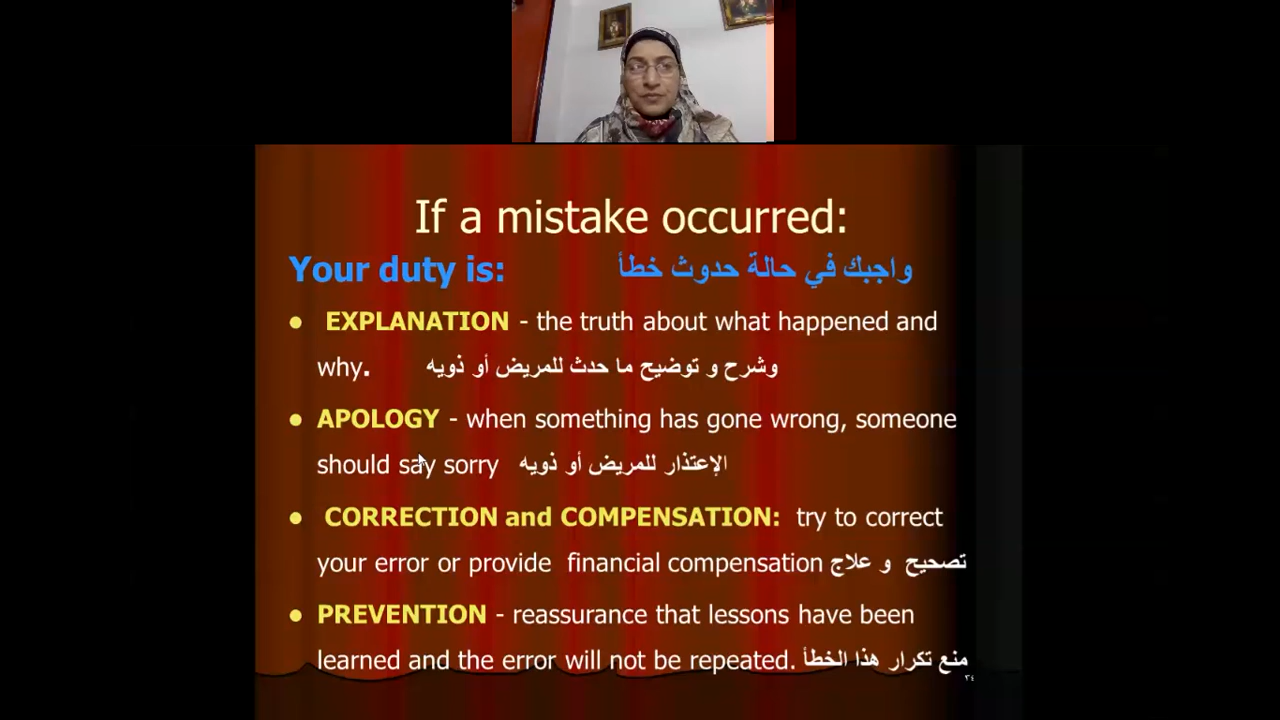 If a mistake occurred:
Your duty is: واجبك في حالة حدوث خطأ
• EXPLANATION - the truth about what happened and
why. وشرح و توضيح ما حدث للمريض أو ذويه
• APOLOGY - when something has gone wrong, someone
should say sorry الإعتذار للمريض أو ذويه
• CORRECTION and COMPENSATION: try to correct
your error or provide financial compensation تصحيح و علاج
• PREVENTION - reassurance that lessons have been
learned and the error will not be repeated. منع تكرار هذا الخطأ
٣٤